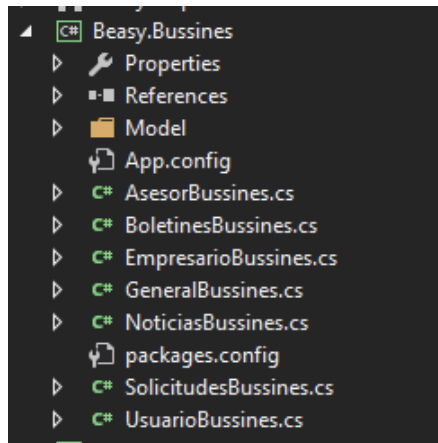 C# Beasy.Bussines
Properties
References
Model
App.config
C# AsesorBussines.cs
C# BoletinesBussines.cs
C# EmpresarioBussines.cs
C# GeneralBussines.cs
C# NoticiasBussines.cs
packages.config
C# SolicitudesBussines.cs
C# UsuarioBussines.cs